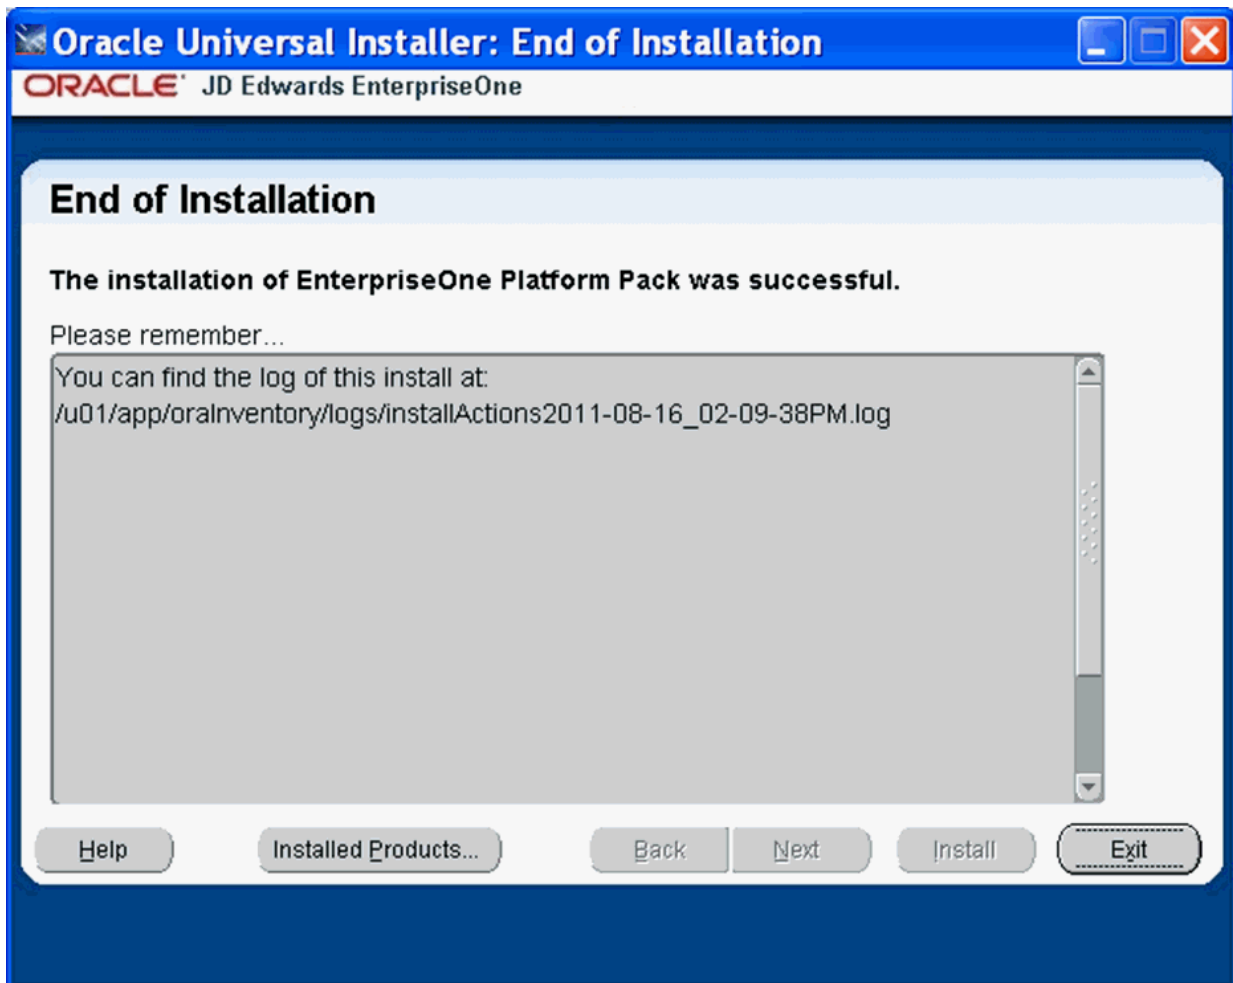 Oracle Universal Installer: End of Installation
ORACLE JD Edwards EnterpriseOne
End of Installation
The installation of EnterpriseOne Platform Pack was successful.
Please remember...
You can find the log of this install at:
/u01/app/oraInventory/logs/installActions2011-08-16_02-09-38PM.log
Help Installed Products... Back Next Install Exit